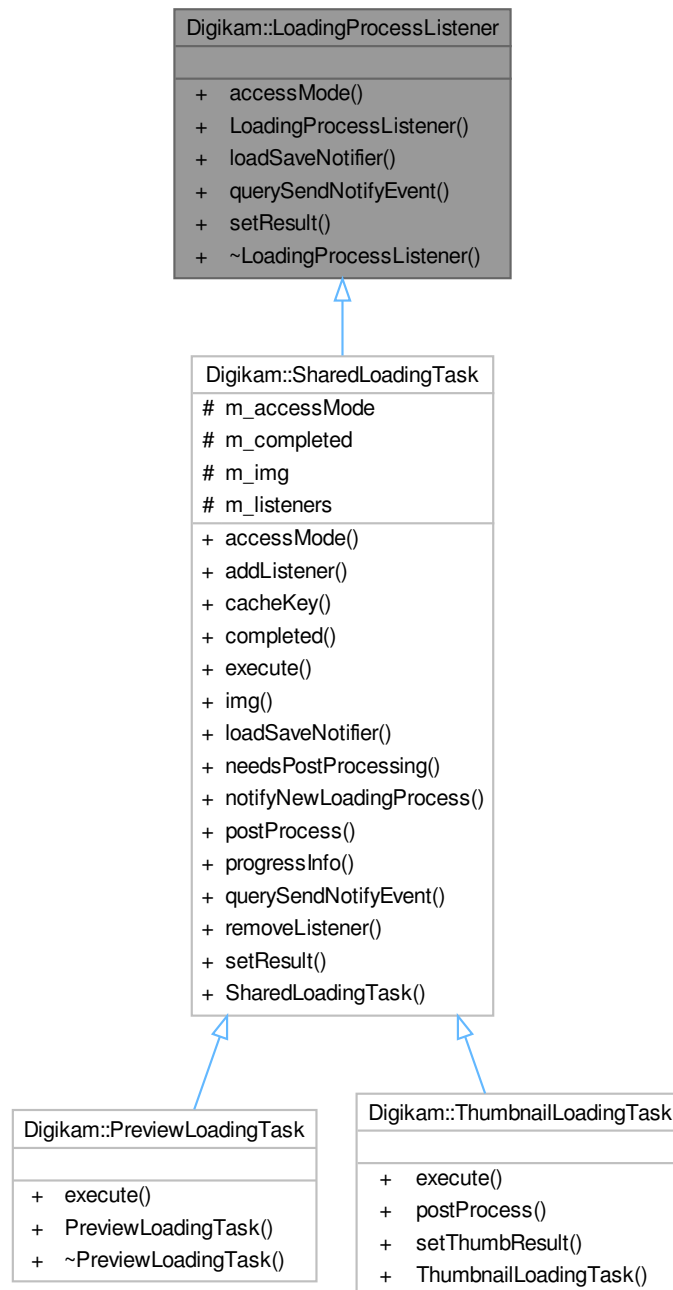 Digikam::LoadingProcessListener
+ accessMode()
+ LoadingProcessListener()
+ loadSaveNotifier()
+ querySendNotifyEvent()
+ setResult()
+ ~LoadingProcessListener()
Digikam::SharedLoadingTask
# m_accessMode
# m_completed
# m_img
# m_listeners
+ accessMode()
+ addListener()
+ cacheKey()
+ completed()
+ execute()
+ img()
+ loadSaveNotifier()
+ needsPostProcessing()
+ notifyNewLoadingProcess()
+ postProcess()
+ progressInfo()
+ querySendNotifyEvent()
+ removeListener()
+ setResult()
+ SharedLoadingTask()
Digikam::PreviewLoadingTask
+ execute()
+ PreviewLoadingTask()
+ ~PreviewLoadingTask()
Digikam::ThumbnailLoadingTask
+ execute()
+ postProcess()
+ setThumbResult()
+ ThumbnailLoadingTask()